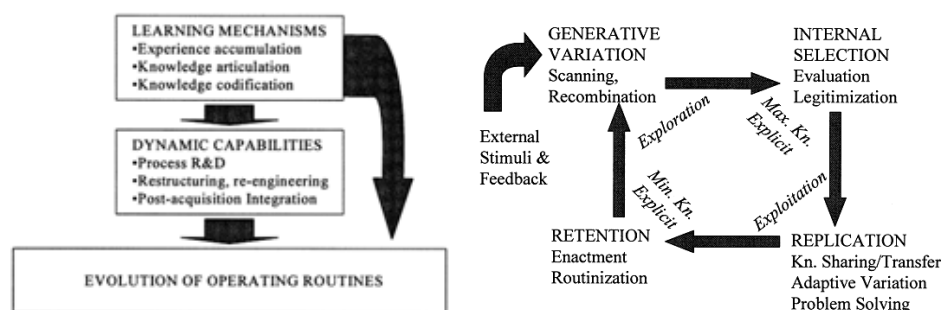 LEARNING MECHANISMS
•Experience accumulation
•Knowledge articulation
•Knowledge codification
DYNAMIC CAPABILITIES
•Process R&D
•Restructuring, re-engineering
•Post-acquisition Integration
EVOLUTION OF OPERATING ROUTINES
GENERATIVE
VARIATION
Scanning,
Recombination
INTERNAL
SELECTION
Evaluation
Legitimization
External
Stimuli &
Feedback
Exploration
Max. Kn.
Explicit
Min. Kn.
Explicit
Exploitation
RETENTION
Enactment
Routinization
REPLICATION
Kn. Sharing/Transfer
Adaptive Variation
Problem Solving